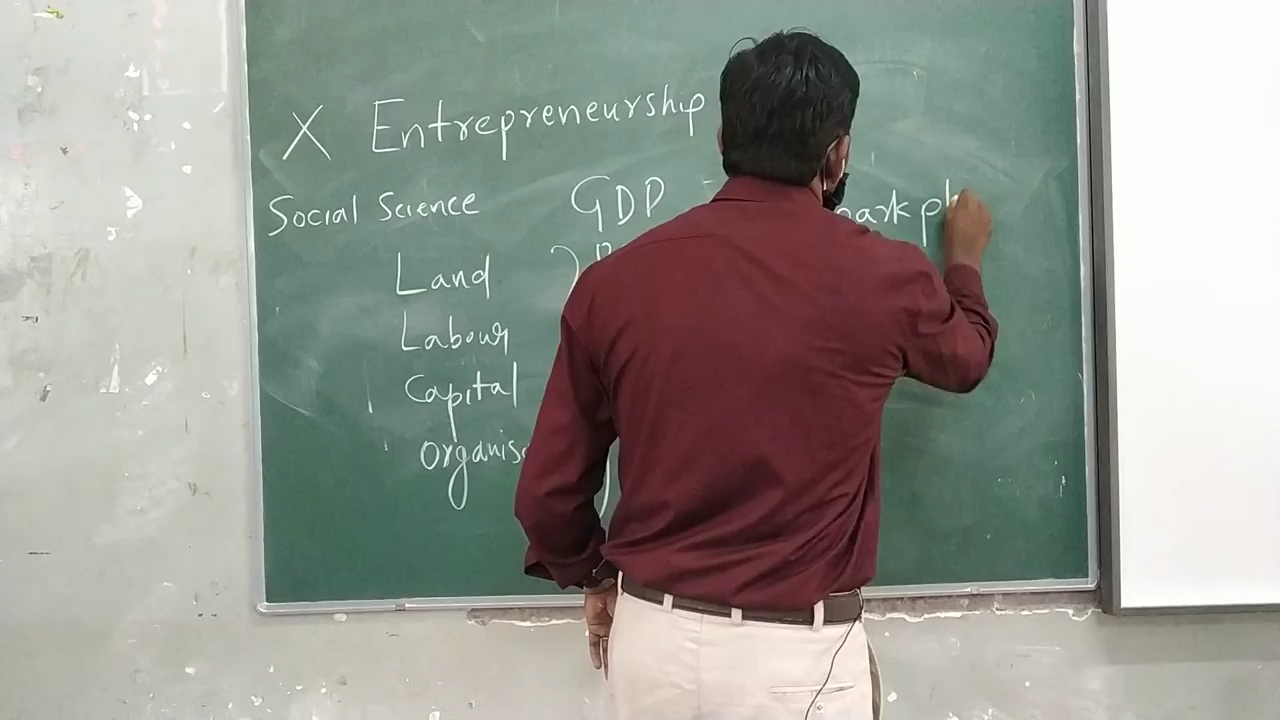 X Entrepreneurship
Social Science GDP
Land
Labour
Capital